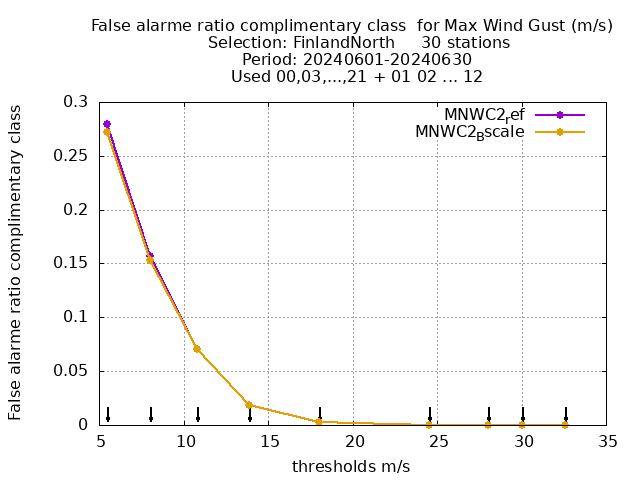 False alarme ratio complimentary class  for Max Wind Gust (m/s)
Selection: FinlandNorth     30 stations
Period: 20240601-20240630
Used 00,03,...,21 + 01 02 ... 12
MNWC2ref
MNWC2Bscale
False alarme ratio complimentary class
0.3
0.25
0.2
0.15
0.1
0.05
0
5 10 15 20 25 30 35
thresholds m/s